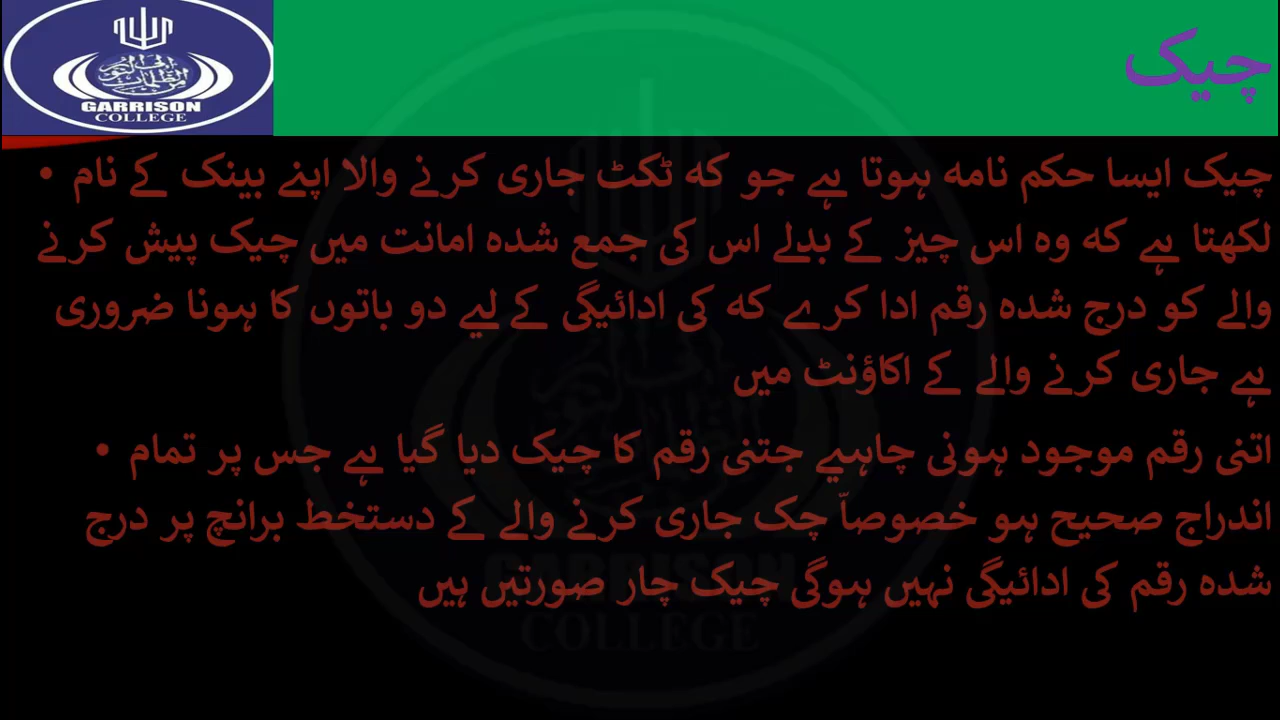 چیک
GARRISON
COLLEGE
چیک ایسا حکم نامہ ہوتا ہے جو کہ ٹکٹ جاری کرنے والا اپنے بینک کے نام •
لکھتا ہے کہ وہ اس چیز کے بدلے اس کی جمع شدہ امانت میں چیک پیش کرنے
والے کو درج شدہ رقم ادا کرے کہ کی ادائیگی کے لیے دو باتوں کا ہونا ضروری
ہے جاری کرنے والے کے اکاؤنٹ میں
اتنی رقم موجود ہونی چاہیے جتنی رقم کا چیک دیا گیا ہے جس پر تمام •
اندراج صحیح ہو خصوصاّ چک جاری کرنے والے کے دستخط برانچ پر درج
شدہ رقم کی ادائیگی نہیں ہوگی چیک چار صورتیں ہیں
GARRISON
COLLEGE